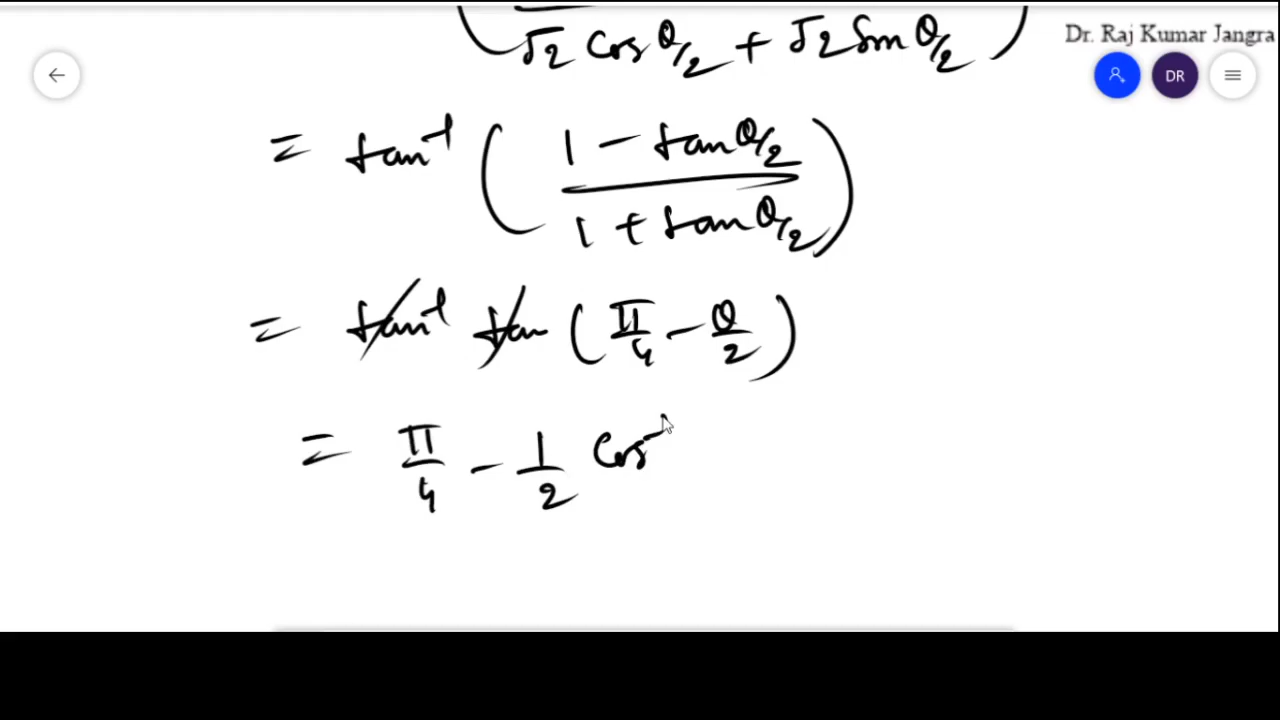 √2 Cos θ/2 + √2 Sin θ/2
Dr. Raj Kumar Jangra
DR
= tan⁻¹ ( 1 - tan θ/2 / 1 + tan θ/2 )
= tan⁻¹ tan ( π/4 - θ/2 )
= π/4 - 1/2 Cos⁻